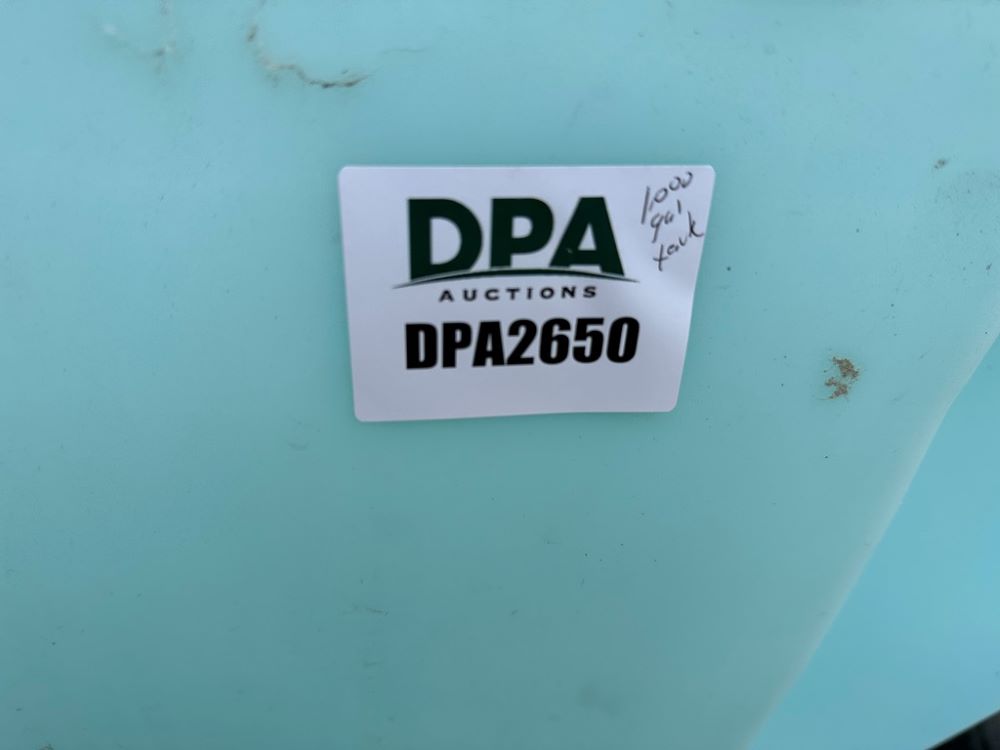 DPA
AUCTIONS
DPA2650
1000
gal
tank